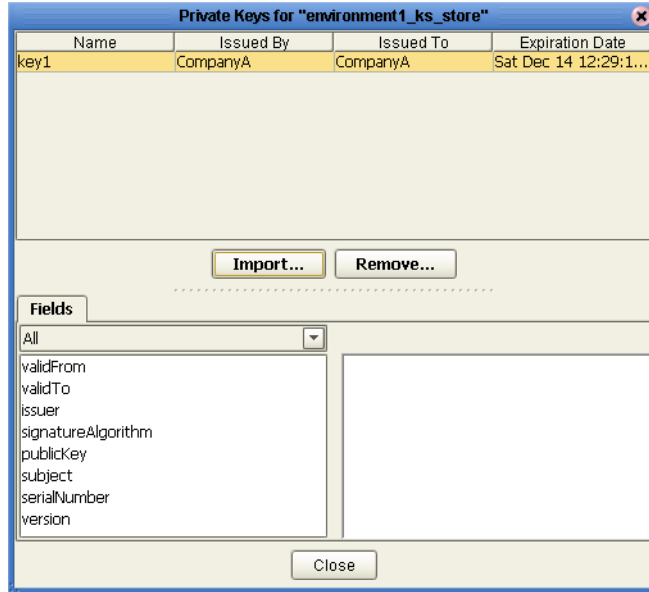 Private Keys for "environment1_ks_store"
Name Issued By Issued To Expiration Date
key1 CompanyA CompanyA Sat Dec 14 12:29:1...
Import... Remove...
Fields
All
validFrom
validTo
issuer
signatureAlgorithm
publicKey
subject
serialNumber
version
Close